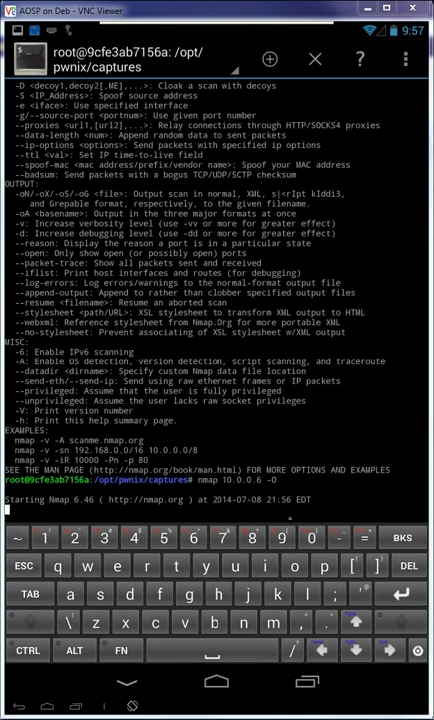 AOSP on Deb - VNC Viewer
9:57
root@9cfe3ab7156a: /opt/
pwnix/captures
-D <decoy1,decoy2[,ME],...>: Cloak a scan with decoys
-S <IP_Address>: Spoof source address
-e <iface>: Use specified interface
-g/--source-port <portnum>: Use given port number
--proxies <url1,[url2],...>: Relay connections through HTTP/SOCKS4 proxies
--data-length <num>: Append random data to sent packets
--ip-options <options>: Send packets with specified ip options
--ttl <val>: Set IP time-to-live field
--spoof-mac <mac address/prefix/vendor name>: Spoof your MAC address
--badsum: Send packets with a bogus TCP/UDP/SCTP checksum
OUTPUT:
-oN/-oX/-oS/-oG <file>: Output scan in normal, XML, s|<rIpt kIddi3,
and Grepable format, respectively, to the given filename.
-oA <basename>: Output in the three major formats at once
-v: Increase verbosity level (use -vv or more for greater effect)
-d: Increase debugging level (use -dd or more for greater effect)
--reason: Display the reason a port is in a particular state
--open: Only show open (or possibly open) ports
--packet-trace: Show all packets sent and received
--iflist: Print host interfaces and routes (for debugging)
--log-errors: Log errors/warnings to the normal-format output file
--append-output: Append to rather than clobber specified output files
--resume <filename>: Resume an aborted scan
--stylesheet <path/URL>: XSL stylesheet to transform XML output to HTML
--webxml: Reference stylesheet from Nmap.Org for more portable XML
--no-stylesheet: Prevent associating of XSL stylesheet w/XML output
MISC:
-6: Enable IPv6 scanning
-A: Enable OS detection, version detection, script scanning, and traceroute
--datadir <dirname>: Specify custom Nmap data file location
--send-eth/--send-ip: Send using raw ethernet frames or IP packets
--privileged: Assume that the user is fully privileged
--unprivileged: Assume the user lacks raw socket privileges
-V: Print version number
-h: Print this help summary page.
EXAMPLES:
nmap -v -A scanme.nmap.org
nmap -v -sn 192.168.0.0/16 10.0.0.0/8
nmap -v -iR 10000 -Pn -p 80
SEE THE MAN PAGE (http://nmap.org/book/man.html) FOR MORE OPTIONS AND EXAMPLES
root@9cfe3ab7156a:/opt/pwnix/captures# nmap 10.0.0.6 -O
Starting Nmap 6.46 ( http://nmap.org ) at 2014-07-08 21:56 EDT
~ 1 2 3 4 5 6 7 8 9 0 - = BKS
ESC q w e r t y u i o p [ ] DEL
TAB a s d f g h j k l ; '
\ z x c v b n m , .
CTRL ALT FN /